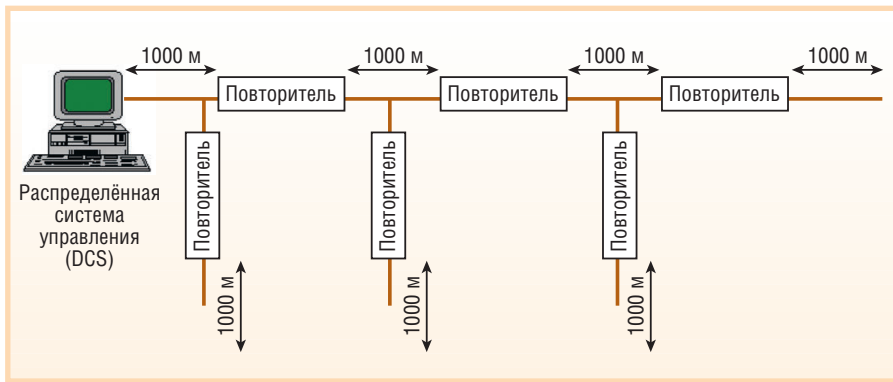 1000 м
1000 м
1000 м
1000 м
Повторитель
Повторитель
Повторитель
Повторитель
Повторитель
Повторитель
Распределённая
система
управления
(DCS)
1000 м
1000 м
1000 м